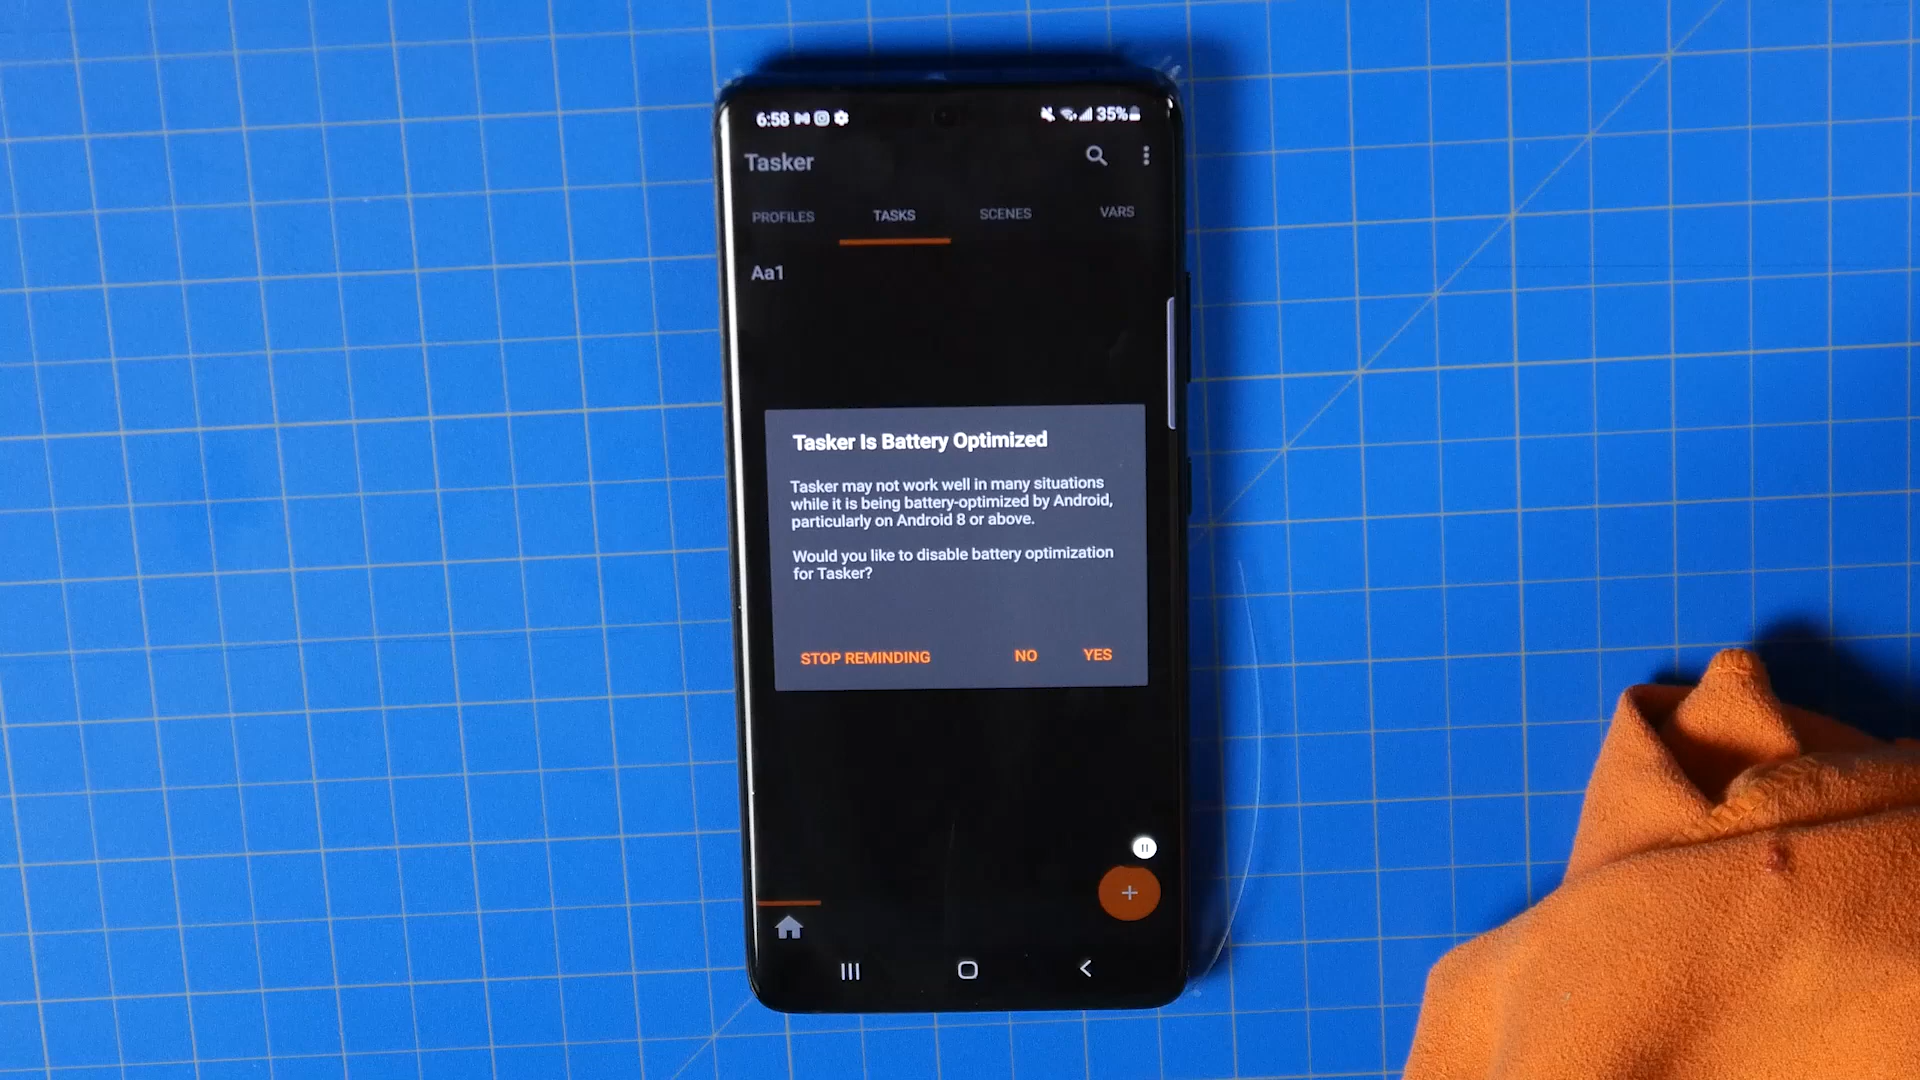 6:58 35%
Tasker
PROFILES TASKS SCENES VARS
Aa1
Tasker Is Battery Optimized
Tasker may not work well in many situations
while it is being battery-optimized by Android,
particularly on Android 8 or above.
Would you like to disable battery optimization
for Tasker?
STOP REMINDING NO YES